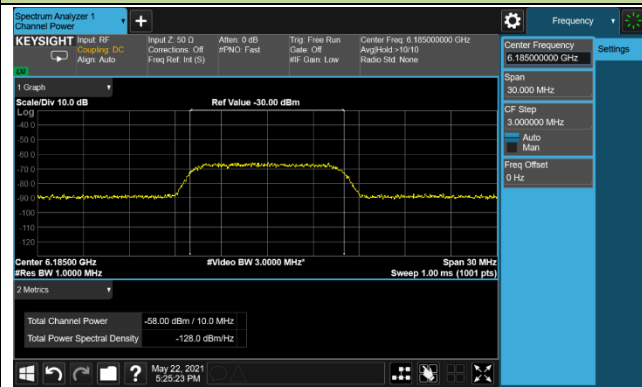 Spectrum Analyzer 1
Channel Power
Frequency
KEYSIGHT
Input: RF
Coupling: DC
Align: Auto
Input Z: 50 Ω
Corrections: Off
Freq Ref: Int (S)
Atten: 0 dB
#PNO: Fast
Trig: Free Run
Gate: Off
#IF Gain: Low
Center Freq: 6.185000000 GHz
Avg|Hold:>10/10
Radio Std: None
Center Frequency
6.185000000 GHz
Settings
Span
30.000 MHz
CF Step
3.000000 MHz
Auto
Man
Freq Offset
0 Hz
1 Graph
Scale/Div 10.0 dB
Ref Value -30.00 dBm
Log
-40.0
-50.0
-60.0
-70.0
-80.0
-90.0
-100
-110
-120
Center 6.18500 GHz
#Video BW 3.0000 MHz*
Span 30 MHz
#Res BW 1.0000 MHz
Sweep 1.00 ms (1001 pts)
2 Metrics
Total Channel Power
-58.00 dBm / 10.0 MHz
Total Power Spectral Density
-128.0 dBm/Hz
?
May 22, 2021
5:25:23 PM